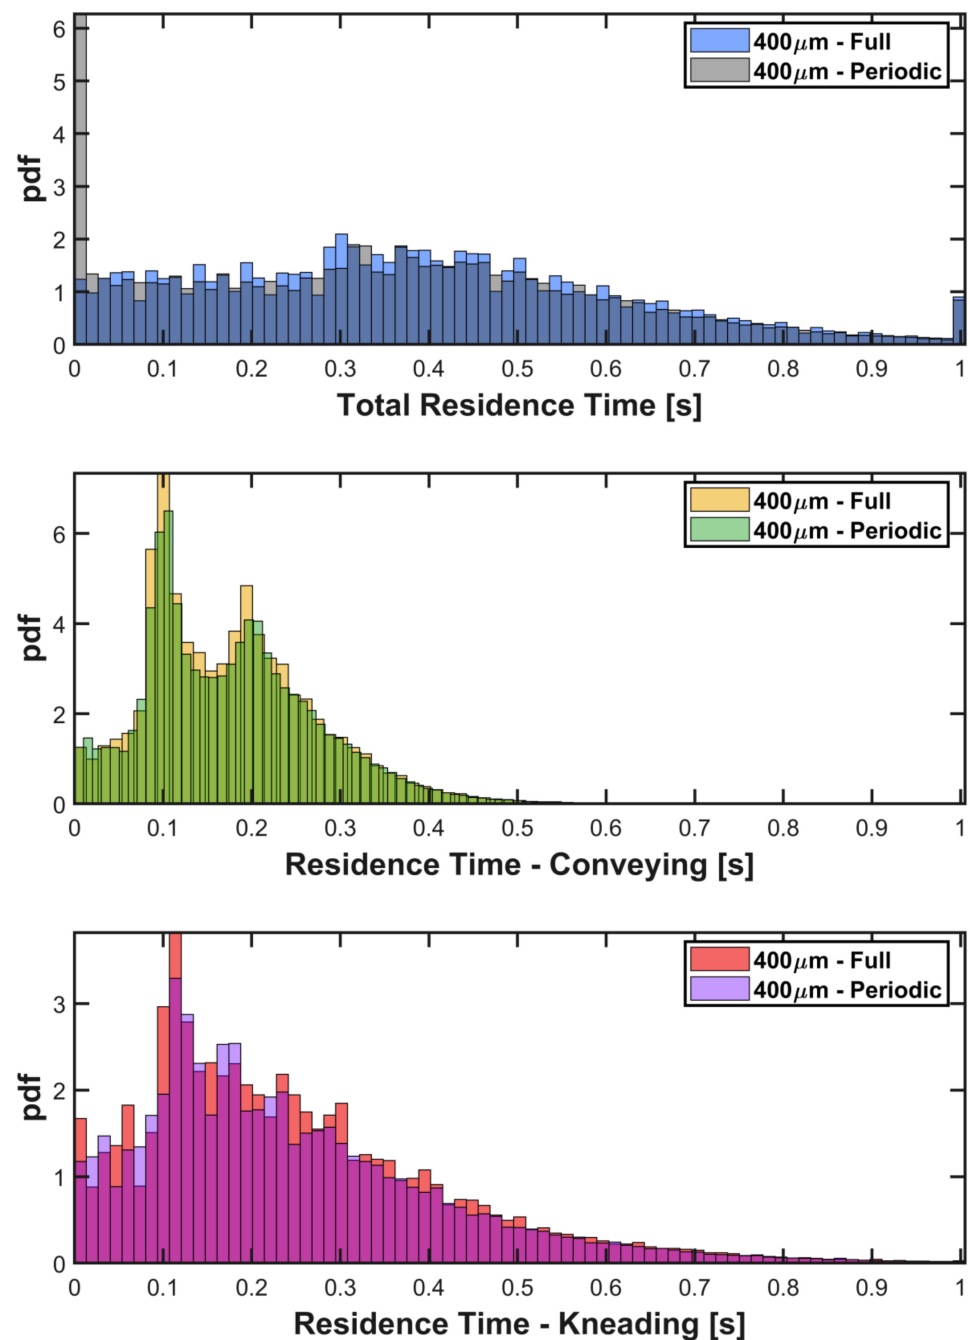 6
5
4
3
2
1
0
pdf
400μm - Full
400μm - Periodic
0 0.1 0.2 0.3 0.4 0.5 0.6 0.7 0.8 0.9 1
Total Residence Time [s]
6
4
2
0
pdf
400μm - Full
400μm - Periodic
0 0.1 0.2 0.3 0.4 0.5 0.6 0.7 0.8 0.9 1
Residence Time - Conveying [s]
3
2
1
0
pdf
400μm - Full
400μm - Periodic
0 0.1 0.2 0.3 0.4 0.5 0.6 0.7 0.8 0.9 1
Residence Time - Kneading [s]